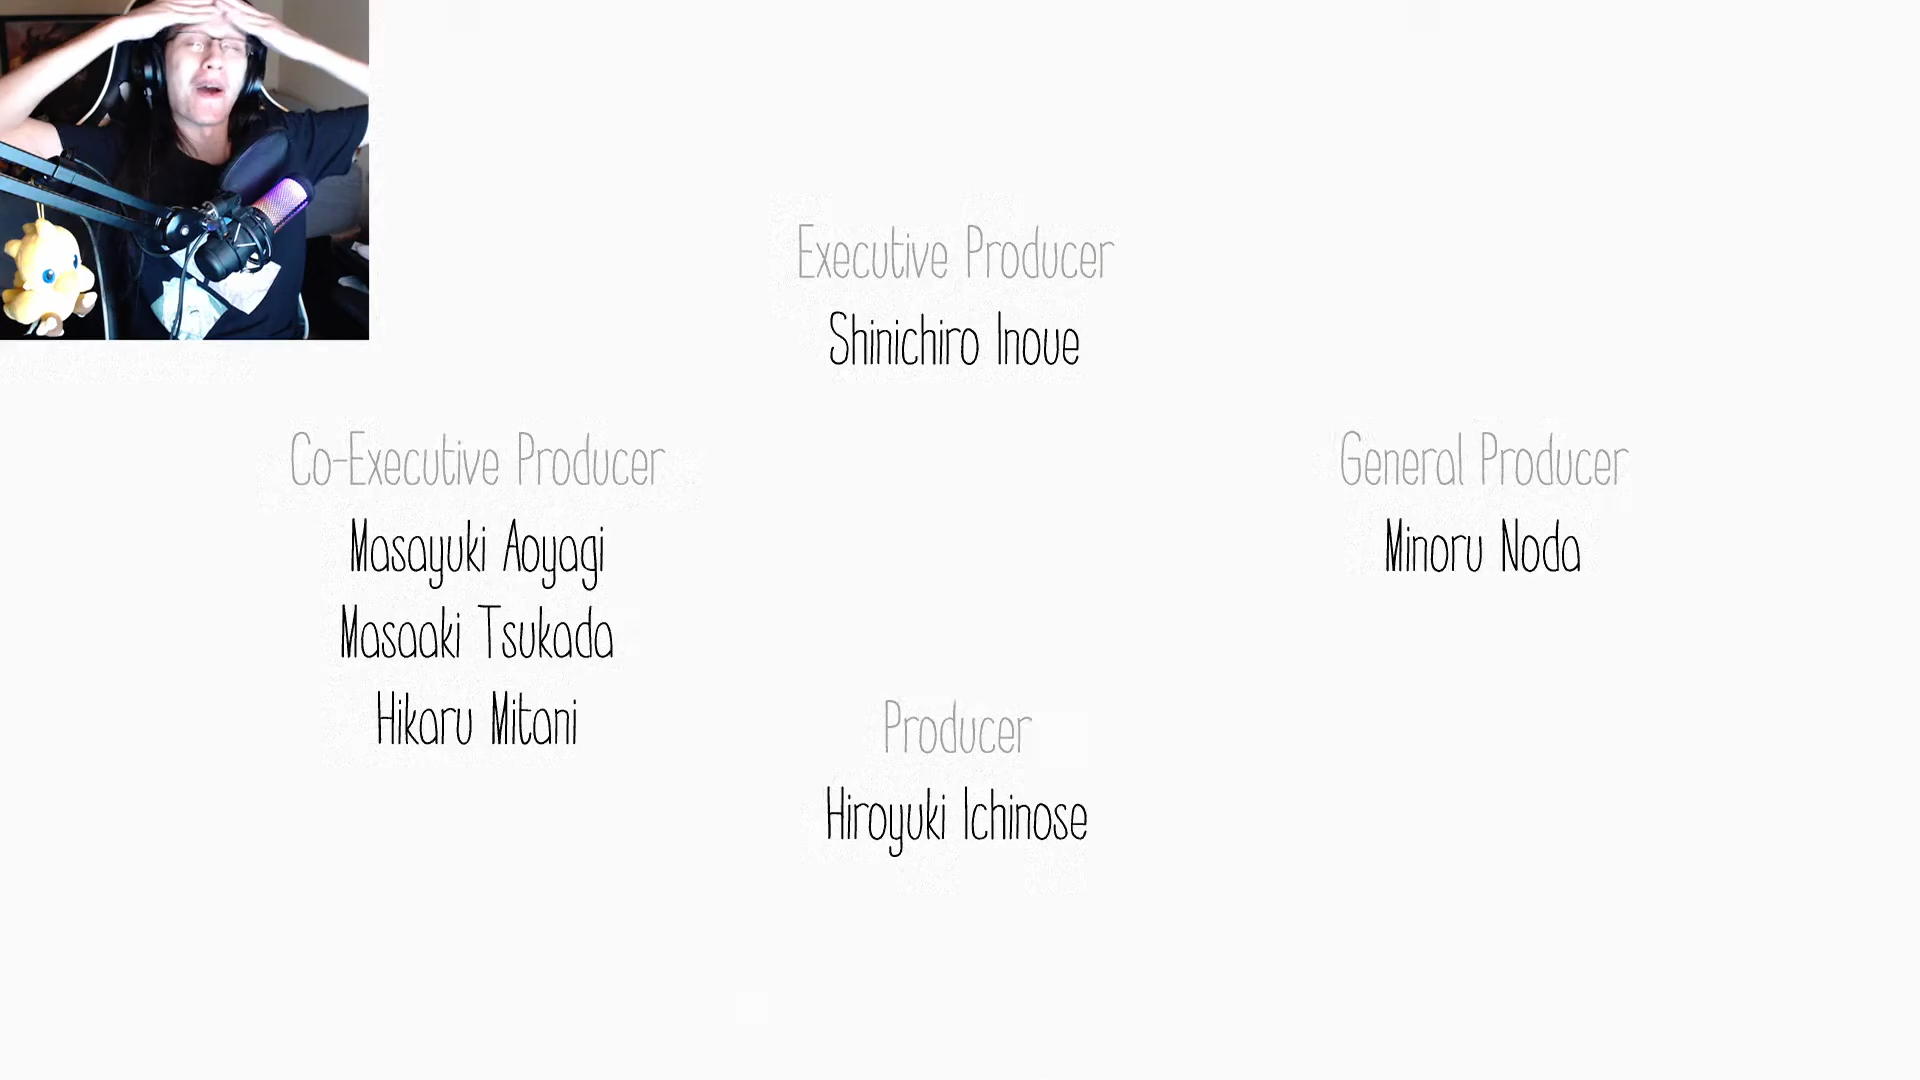 Executive Producer
Shinichiro Inoue
Co-Executive Producer
Masayuki Aoyagi
Masaaki Tsukada
Hikaru Mitani
General Producer
Minoru Noda
Producer
Hiroyuki Ichinose